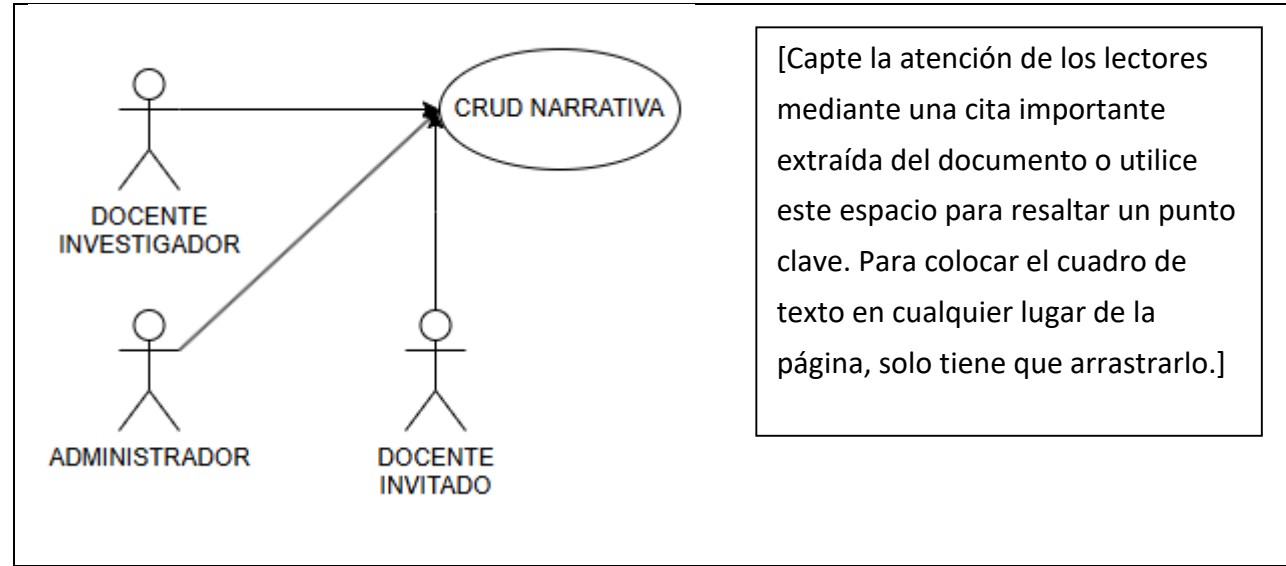 CRUD NARRATIVA
DOCENTE
INVESTIGADOR
ADMINISTRADOR
DOCENTE
INVITADO
[Capte la atención de los lectores
mediante una cita importante
extraída del documento o utilice
este espacio para resaltar un punto
clave. Para colocar el cuadro de
texto en cualquier lugar de la
página, solo tiene que arrastrarlo.]